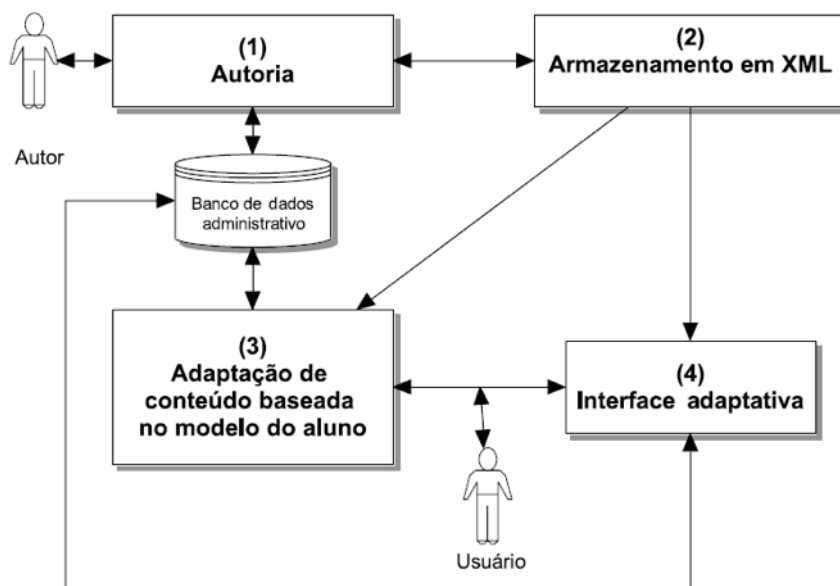 (1)
Autoria
(2)
Armazenamento em XML
Autor
Banco de dados
administrativo
(3)
Adaptação de
conteúdo baseada
no modelo do aluno
(4)
Interface adaptativa
Usuário